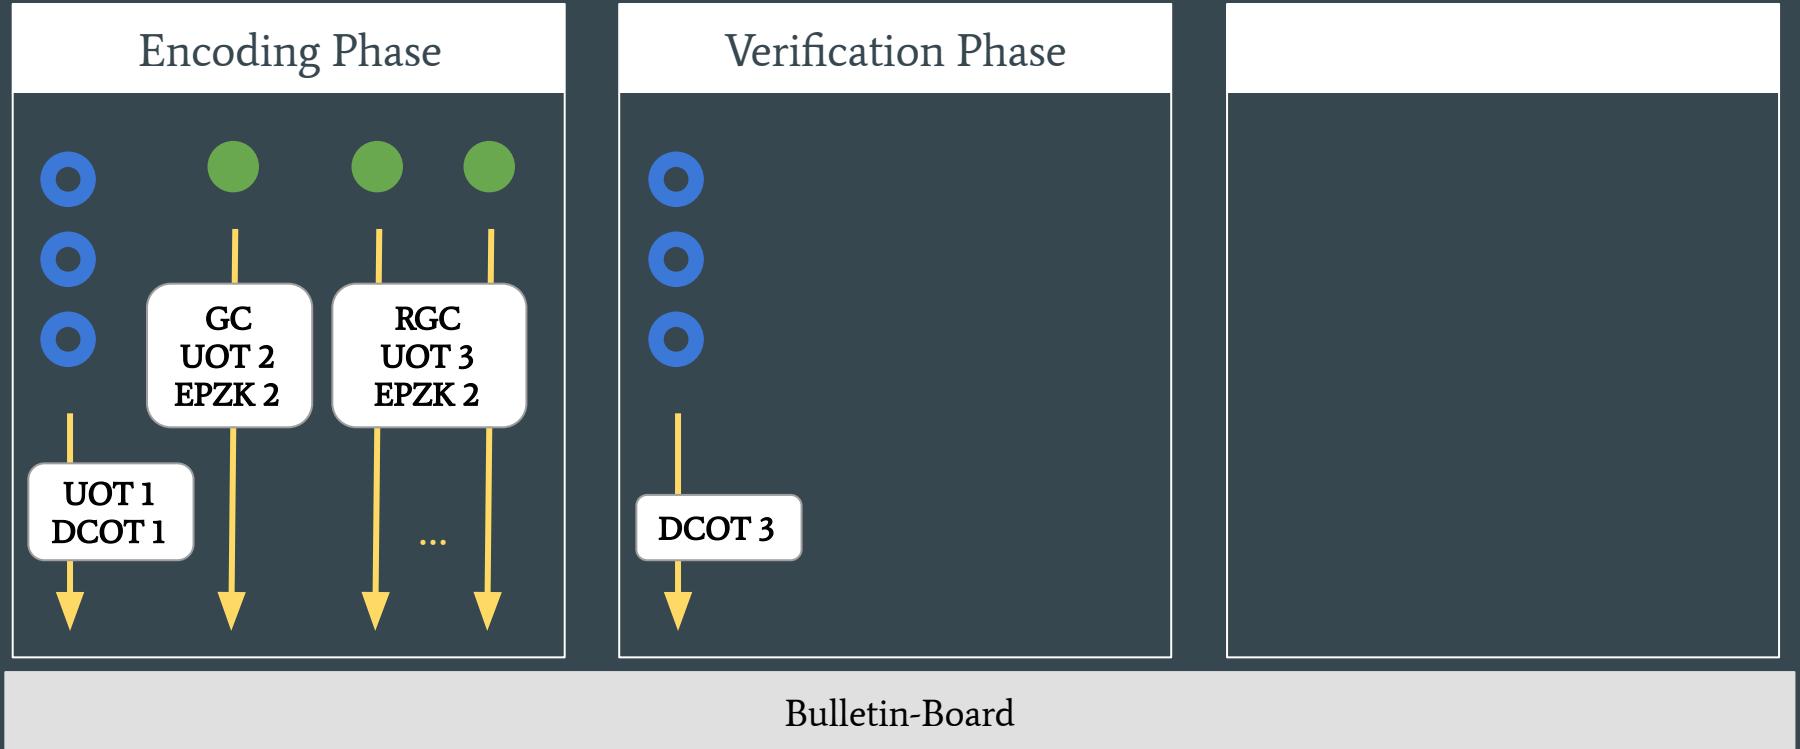 Encoding Phase
Verification Phase
GC
UOT 2
EPZK 2
RGC
UOT 3
EPZK 2
UOT 1
DCOT 1
...
DCOT 3
Bulletin-Board